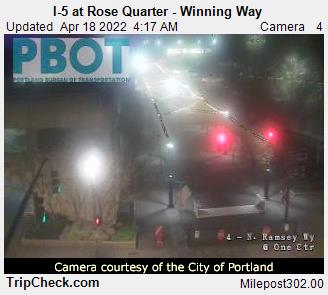 I-5 at Rose Quarter - Winning Way
Updated Apr 18 2022 4:17 AM Camera 4
PBOT
PORTLAND BUREAU OF TRANSPORTATION
4 - N. Ramsey Wy
@ One Ctr
Camera courtesy of the City of Portland
TripCheck.com Milepost302.00